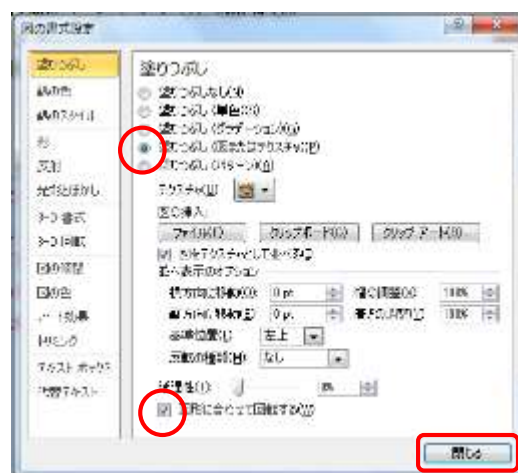 図の書式設定
塗りつぶし
線の色
線のスタイル
影
反射
光彩とぼかし
3-D 書式
3-D 回転
図の修整
図の色
アート効果
トリミング
テキスト ボックス
代替テキスト
塗りつぶし
塗りつぶしなし(N)
塗りつぶし (単色)(S)
塗りつぶし (グラデーション)(G)
塗りつぶし (図またはテクスチャ)(P)
塗りつぶし (パターン)(A)
テクスチャ(U):
図の挿入:
ファイル(F)... クリップボード(C) クリップ アート(R)...
図をテクスチャとして並べる(I)
並べ表示のオプション
横方向に移動(O): 0 pt 幅の調整(X): 100%
縦方向に移動(E): 0 pt 高さの調整(Y): 100%
基準位置(L): 左上
反転の種類(M): なし
透過性(T): 0%
図形に合わせて回転する(W)
閉じる